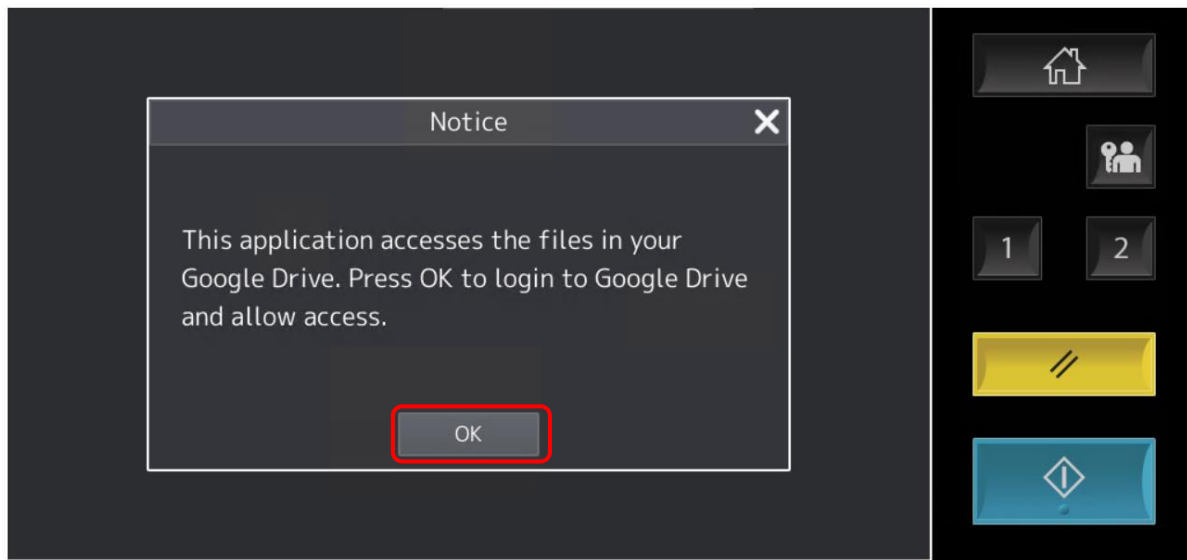 Notice
This application accesses the files in your
Google Drive. Press OK to login to Google Drive
and allow access.
OK
1
2